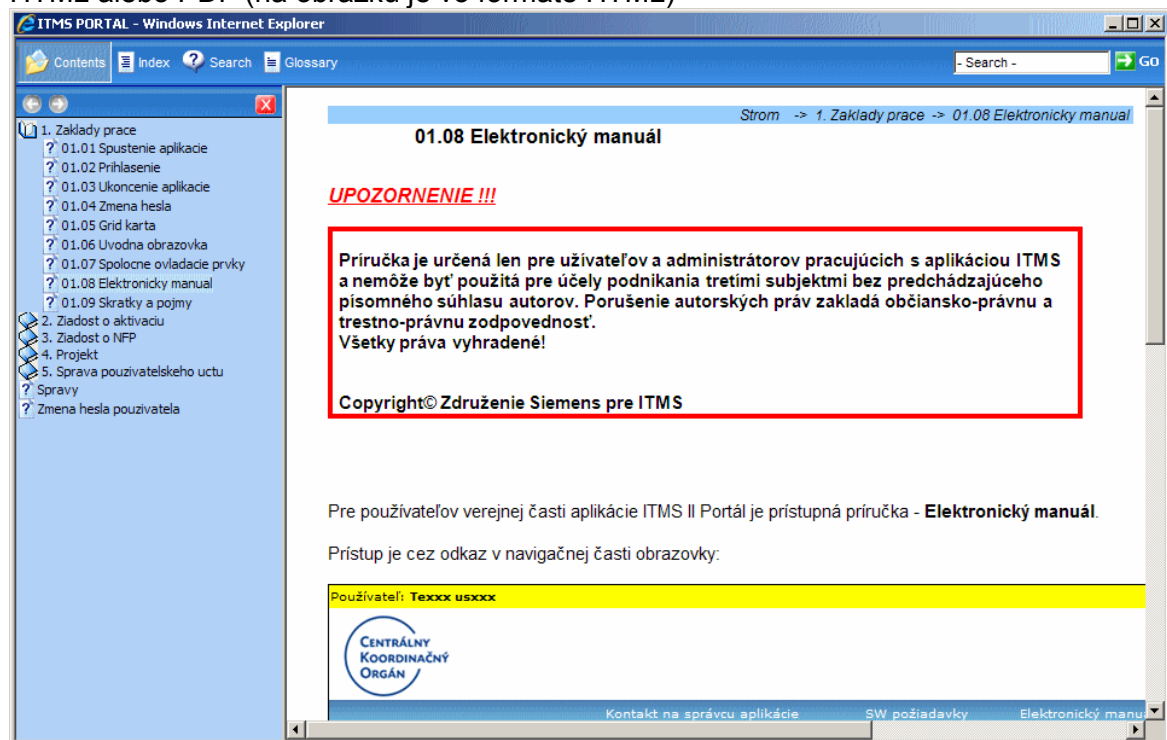 HTML alebo PDF (na obrázku je vo formáte HTML)
ITMS PORTAL - Windows Internet Explorer
Contents Index Search Glossary
- Search - GO
1. Zaklady prace
01.01 Spustenie aplikacie
01.02 Prihlasenie
01.03 Ukoncenie aplikacie
01.04 Zmena hesla
01.05 Grid karta
01.06 Uvodna obrazovka
01.07 Spolocne ovladacie prvky
01.08 Elektronicky manual
01.09 Skratky a pojmy
2. Ziadost o aktivaciu
3. Ziadost o NFP
4. Projekt
5. Sprava pouzivatelskeho uctu
Spravy
Zmena hesla pouzivatela
Strom -> 1. Zaklady prace -> 01.08 Elektronicky manual
01.08 Elektronický manuál
UPOZORNENIE !!!
Príručka je určená len pre užívateľov a administrátorov pracujúcich s aplikáciou ITMS
a nemôže byť použitá pre účely podnikania tretími subjektmi bez predchádzajúceho
písomného súhlasu autorov. Porušenie autorských práv zakladá občiansko-právnu a
trestno-právnu zodpovednosť.
Všetky práva vyhradené!
Copyright© Združenie Siemens pre ITMS
Pre používateľov verejnej časti aplikácie ITMS II Portál je prístupná príručka - Elektronický manuál.
Prístup je cez odkaz v navigačnej časti obrazovky:
Používateľ: Texxx usxxx
CENTRÁLNY
KOORDINAČNÝ
ORGÁN
Kontakt na správcu aplikácie SW požiadavky Elektronický manu